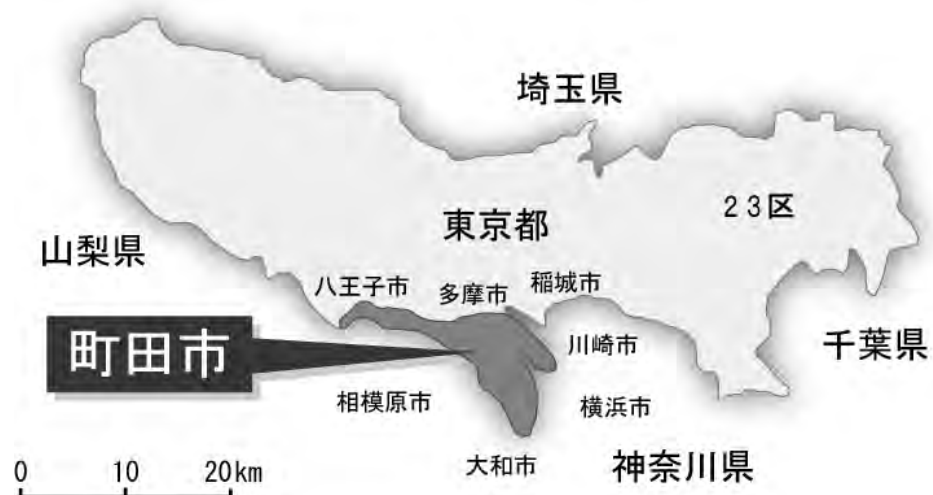 埼玉県
23区
東京都
山梨県
八王子市
多摩市
稲城市
町田市
川崎市
千葉県
相模原市
横浜市
大和市
神奈川県
0 10 20km